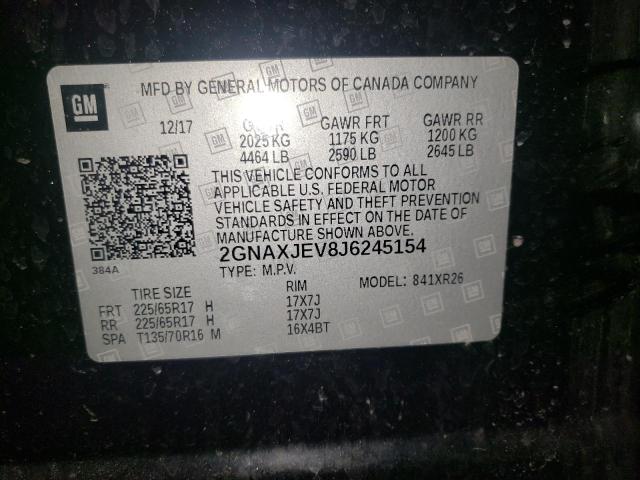 GM
MFD BY GENERAL MOTORS OF CANADA COMPANY
12/17 GAWR FRT GAWR RR
2025 KG 1175 KG 1200 KG
4464 LB 2590 LB 2645 LB
THIS VEHICLE CONFORMS TO ALL
APPLICABLE U.S. FEDERAL MOTOR
VEHICLE SAFETY AND THEFT PREVENTION
STANDARDS IN EFFECT ON THE DATE OF
MANUFACTURE SHOWN ABOVE.
2GNAXJEV8J6245154
384A
TYPE: M.P.V. MODEL: 841XR26
TIRE SIZE RIM
FRT 225/65R17 H 17X7J
RR 225/65R17 H 17X7J
SPA T135/70R16 M 16X4BT